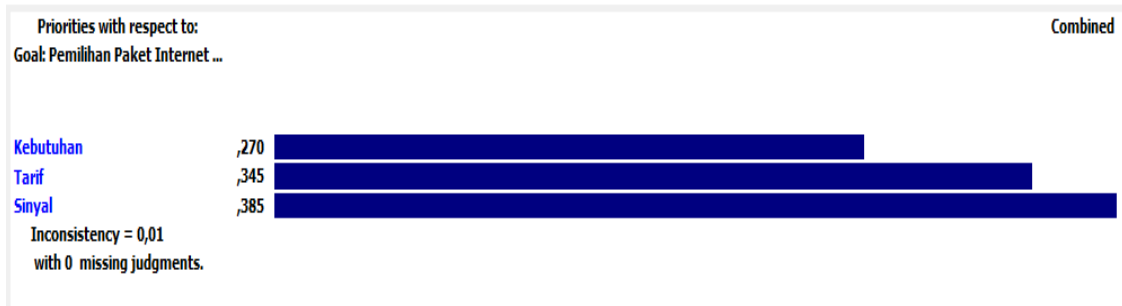 Priorities with respect to: Combined
Goal: Pemilihan Paket Internet ...
Kebutuhan ,270
Tarif ,345
Sinyal ,385
Inconsistency = 0,01
with 0 missing judgments.